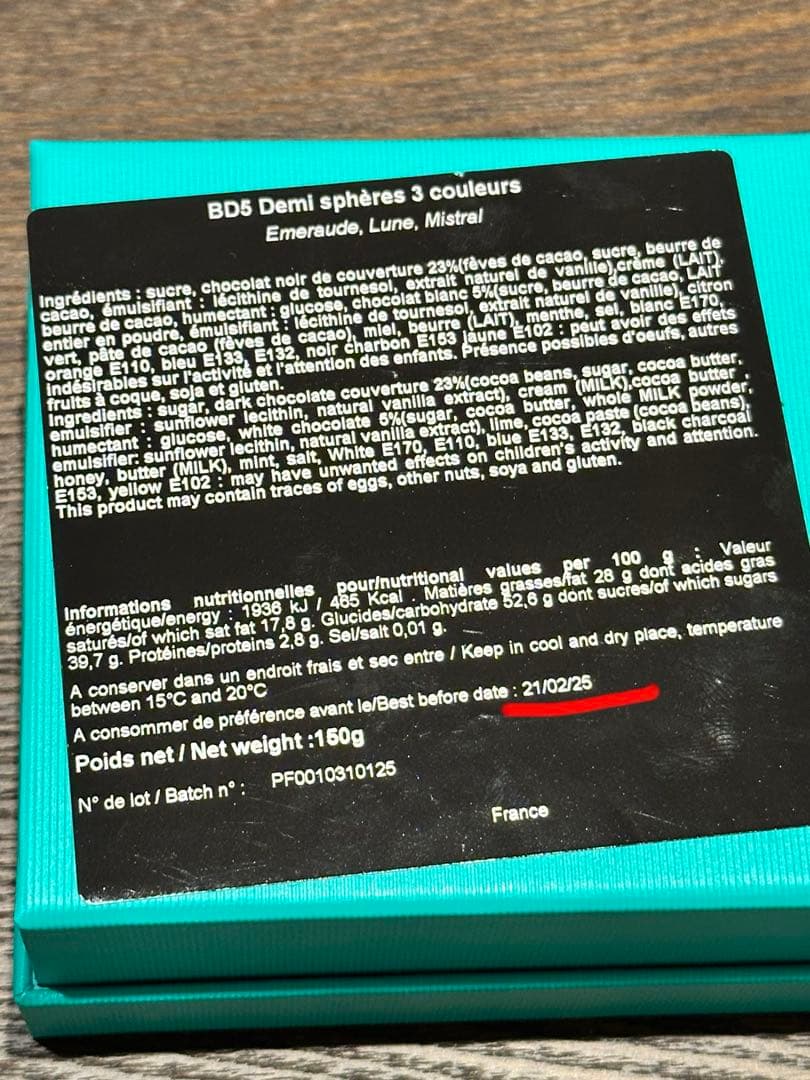 BD5 Demi sphères 3 couleurs
Emeraude, Lune, Mistral
Ingrédients : sucre, chocolat noir de couverture 23%(fèves de cacao, sucre, beurre de
cacao, émulsifiant : lécithine de tournesol, extrait naturel de vanille),crème (LAIT),
beurre de cacao, humectant : glucose, chocolat blanc 5%(sucre, beurre de cacao, LAIT
entier en poudre, émulsifiant : lécithine de tournesol, extrait naturel de vanille), citron
vert, pâte de cacao (fèves de cacao), miel, beurre (LAIT), menthe, sel, blanc E170,
orange E110, bleu E133, E132, noir charbon E153 jaune E102 : peut avoir des effets
indésirables sur l'activité et l'attention des enfants. Présence possibles d'oeufs, autres
fruits à coque, soja et gluten.
Ingredients : sugar, dark chocolate couverture 23%(cocoa beans, sugar, cocoa butter,
emulsifier : sunflower lecithin, natural vanilla extract), cream (MILK),cocoa butter ,
humectant : glucose, white chocolate 5%(sugar, cocoa butter, whole MILK powder,
emulsifier: sunflower lecithin, natural vanilla extract), lime, cocoa paste (cocoa beans),
honey, butter (MILK), mint, salt, White E170, E110, blue E133, E132, black charcoal
E153, yellow E102 : may have unwanted effects on children's activity and attention.
This product may contain traces of eggs, other nuts, soya and gluten.
Informations nutritionnelles pour/nutritional values per 100 g : Valeur
énergétique/energy : 1936 kJ / 465 Kcal . Matières grasses/fat 28 g dont acides gras
saturés/of which sat fat 17,8 g. Glucides/carbohydrate 52,6 g dont sucres/of which sugars
39,7 g. Protéines/proteins 2,8 g. Sel/salt 0,01 g.
A conserver dans un endroit frais et sec entre / Keep in cool and dry place, temperature
between 15°C and 20°C
A consommer de préférence avant le/Best before date : 21/02/25
Poids net / Net weight :150g
N° de lot / Batch n° : PF0010310125
France